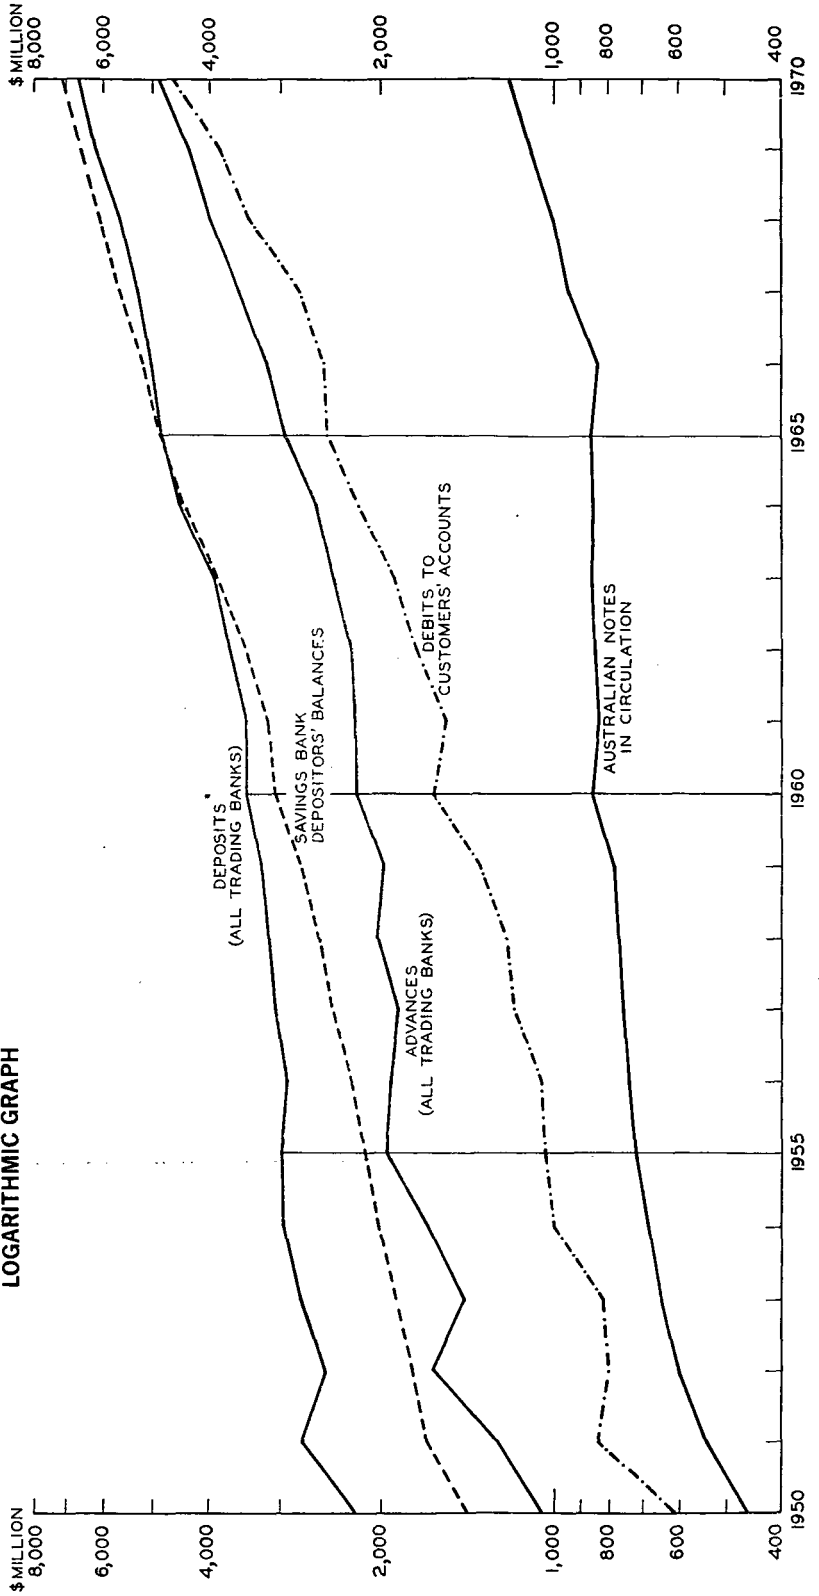 LOGARITHMIC GRAPH
$ MILLION
8,000
6,000
4,000
2,000
1,000
800
600
400
$ MILLION
8,000
6,000
4,000
2,000
1,000
800
600
400
DEPOSITS
(ALL TRADING BANKS)
SAVINGS BANK
DEPOSITORS' BALANCES
ADVANCES
(ALL TRADING BANKS)
DEBITS TO
CUSTOMERS' ACCOUNTS
AUSTRALIAN NOTES
IN CIRCULATION
1950
1955
1960
1965
1970